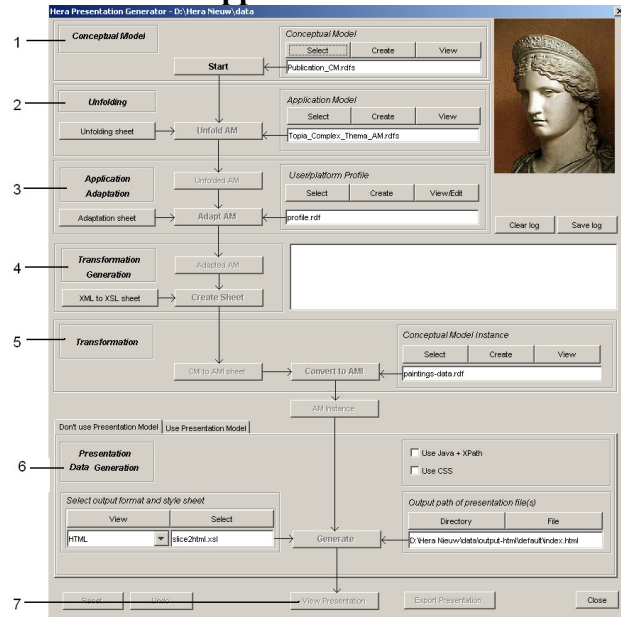 Hera Presentation Generator - D:\Hera Nieuw\data
1
Conceptual Model
Conceptual Model
Select Create View
Start
Publication_CM.rdfs
2
Unfolding
Application Model
Select Create View
Unfolding sheet
Unfold AM
Topia_Complex_Thema_AM.rdfs
3
Application
Adaptation
Unfolded AM
User/platform Profile
Select Create View/Edit
Adaptation sheet
Adapt AM
profile.rdf
Clear log Save log
4
Transformation
Generation
Adapted AM
XML to XSL sheet
Create Sheet
5
Transformation
Conceptual Model Instance
Select Create View
CMI to AMI sheet
Convert to AMI
paintings-data.rdf
AM Instance
Don't use Presentation Model Use Presentation Model
6
Presentation
Data Generation
Use Java + XPath
Use CSS
Select output format and style sheet
View Select
HTML slice2html.xsl
Generate
Output path of presentation file(s)
Directory File
D:\Hera Nieuw\data\output-html\default\index.html
7
Reset Undo View Presentation Export Presentation Close